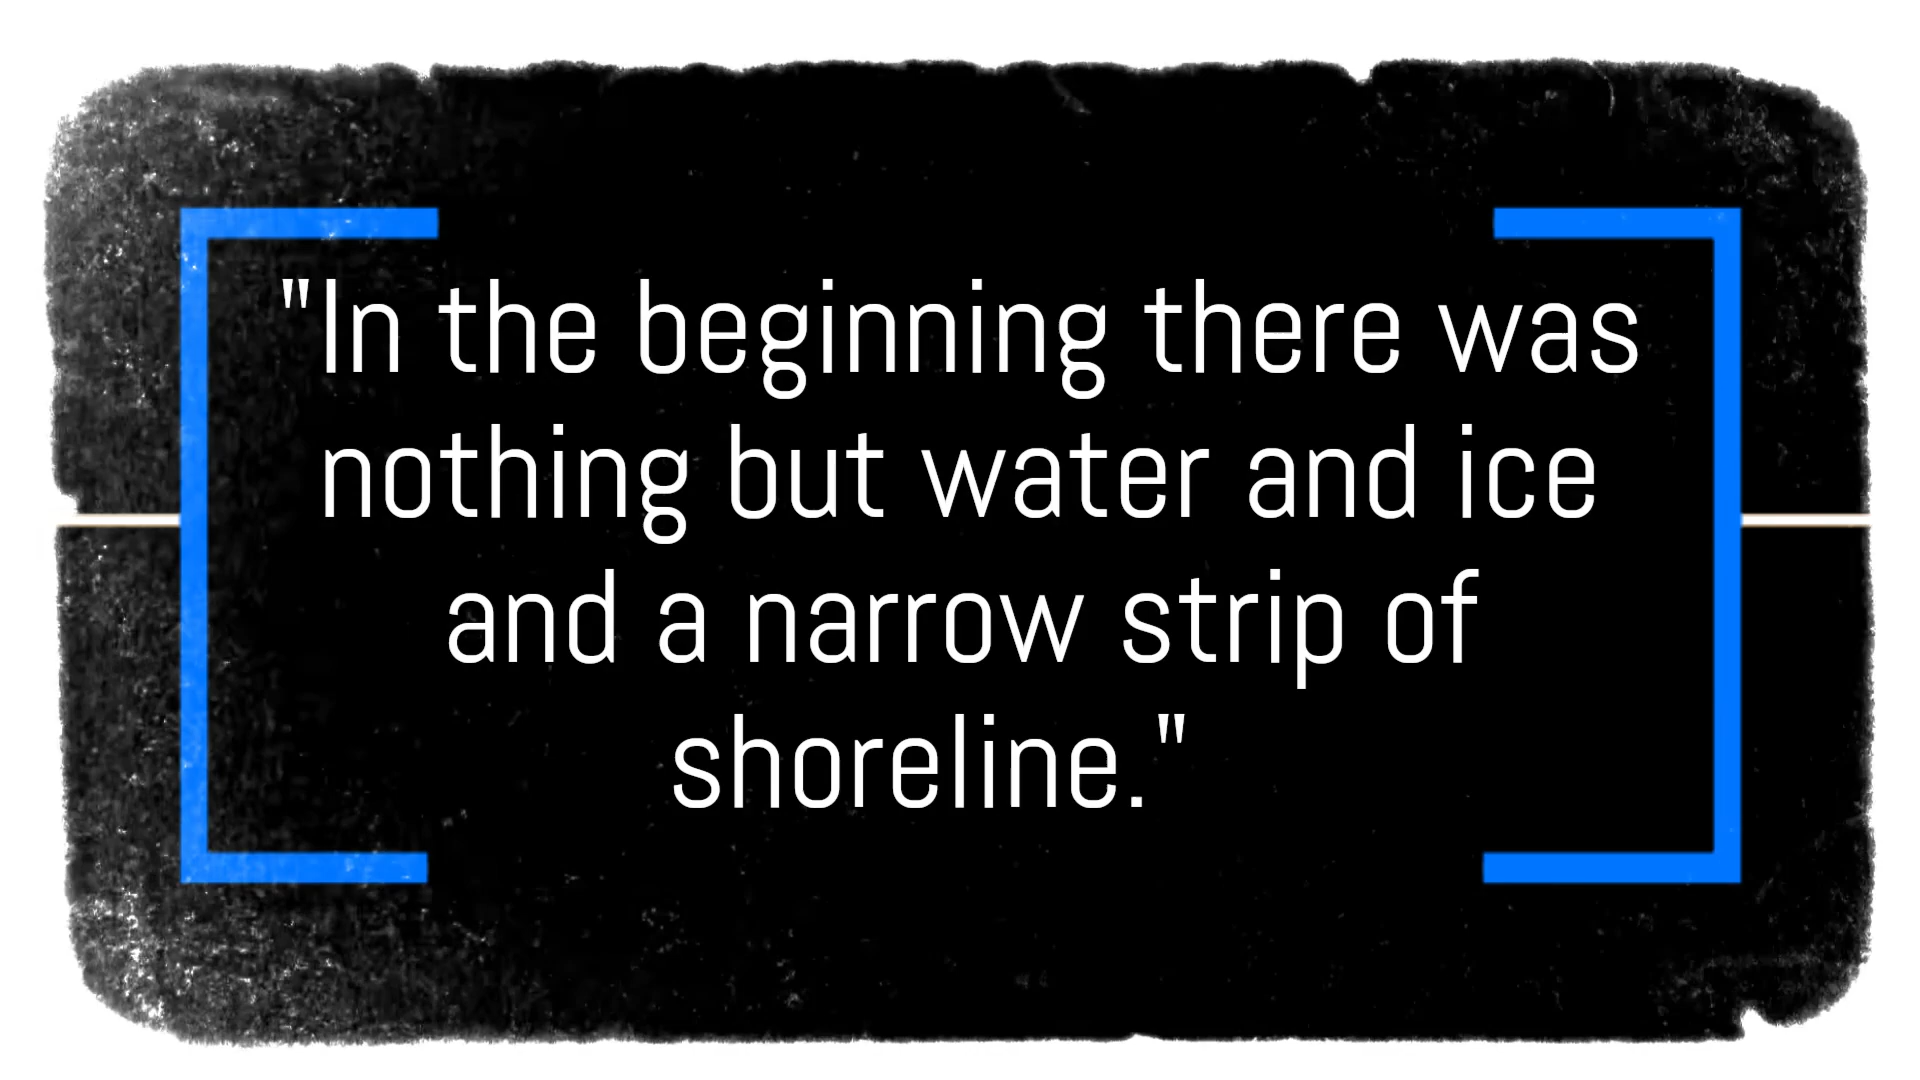 "In the beginning there was
nothing but water and ice
and a narrow strip of
shoreline."